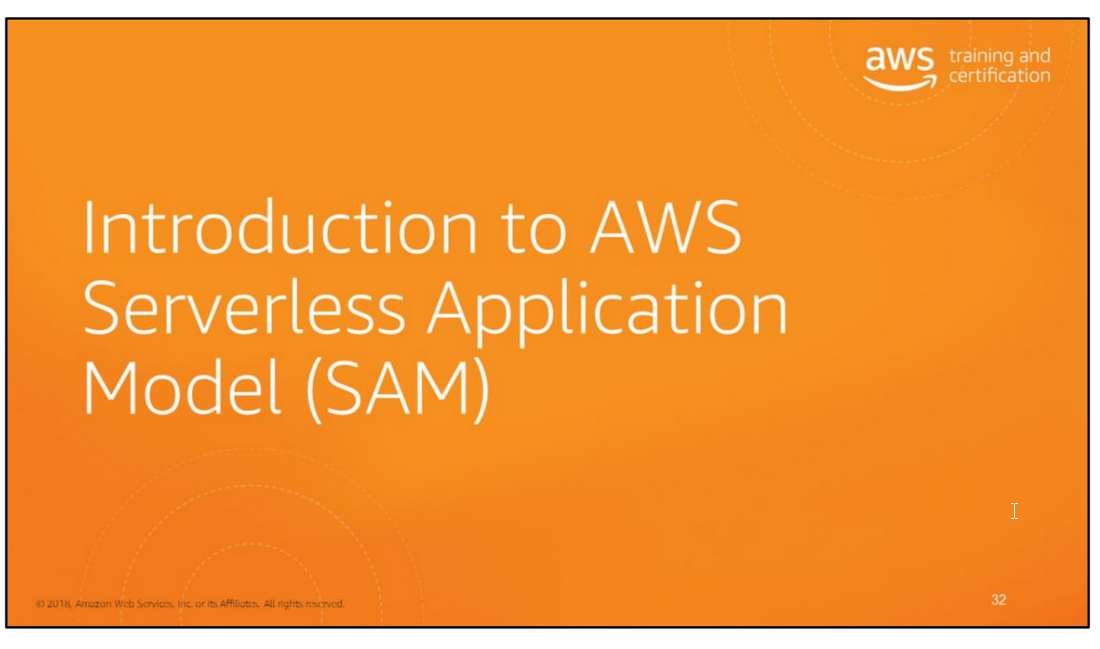 aws training and
certification
Introduction to AWS
Serverless Application
Model (SAM)
© 2018, Amazon Web Services, Inc. or its Affiliates. All rights reserved.
32